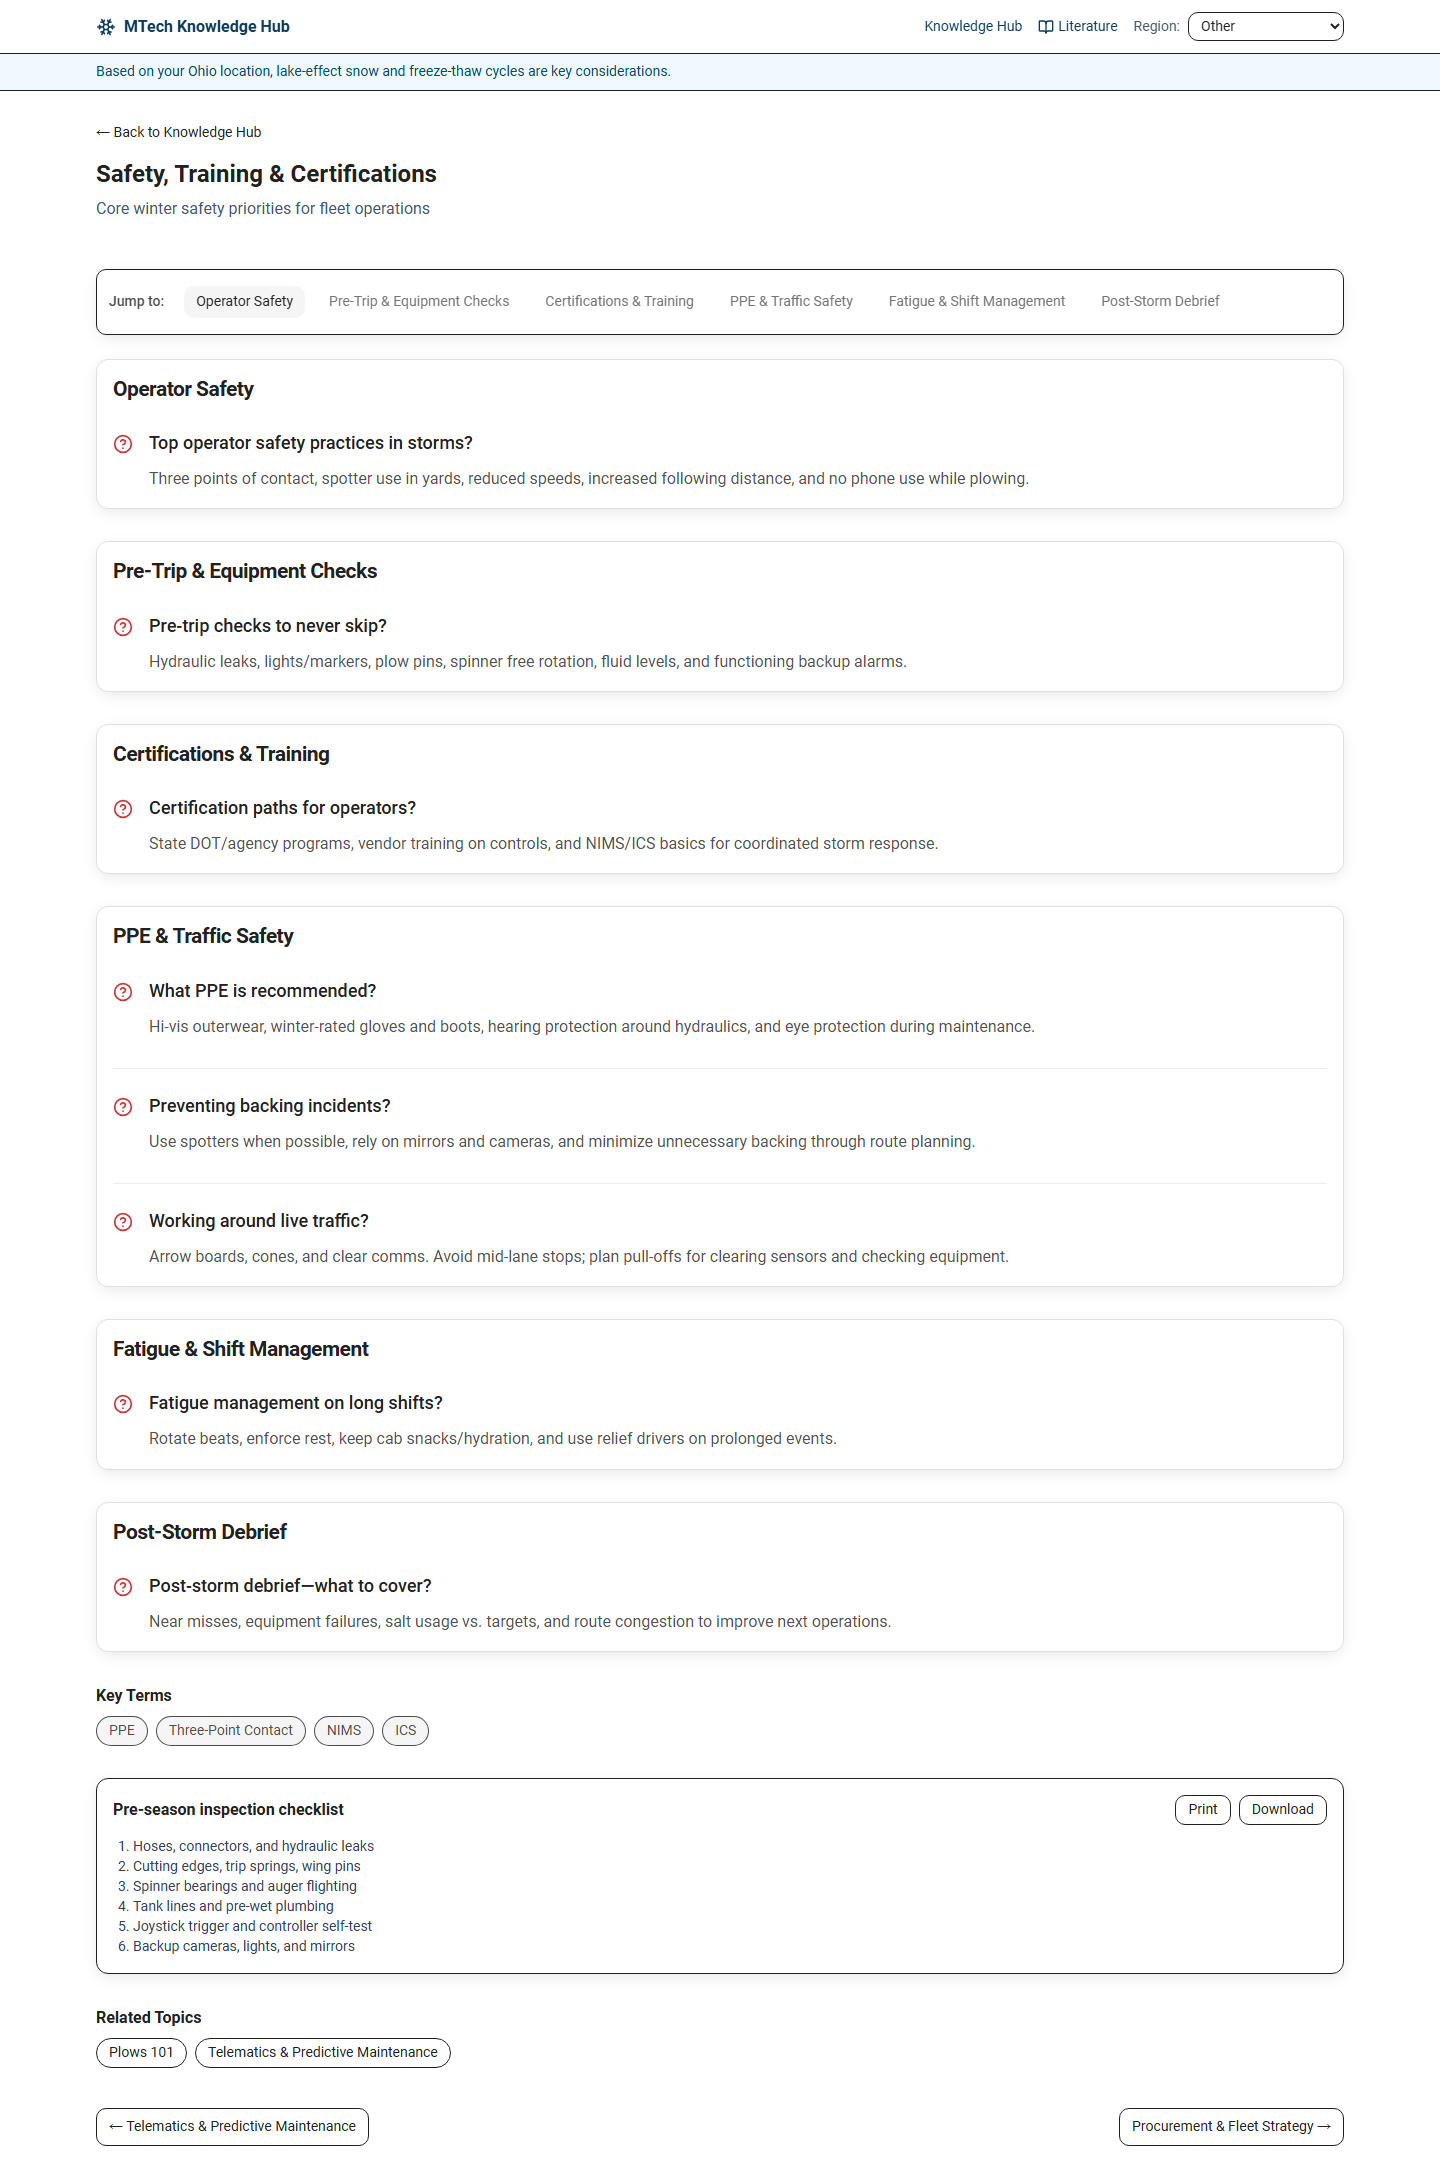 MTech Knowledge Hub
Knowledge Hub
Literature
Region:
Other
Based on your Ohio location, lake-effect snow and freeze-thaw cycles are key considerations.
← Back to Knowledge Hub
Safety, Training & Certifications
Core winter safety priorities for fleet operations
Jump to:
Operator Safety
Pre-Trip & Equipment Checks
Certifications & Training
PPE & Traffic Safety
Fatigue & Shift Management
Post-Storm Debrief
Operator Safety
Top operator safety practices in storms?
Three points of contact, spotter use in yards, reduced speeds, increased following distance, and no phone use while plowing.
Pre-Trip & Equipment Checks
Pre-trip checks to never skip?
Hydraulic leaks, lights/markers, plow pins, spinner free rotation, fluid levels, and functioning backup alarms.
Certifications & Training
Certification paths for operators?
State DOT/agency programs, vendor training on controls, and NIMS/ICS basics for coordinated storm response.
PPE & Traffic Safety
What PPE is recommended?
Hi-vis outerwear, winter-rated gloves and boots, hearing protection around hydraulics, and eye protection during maintenance.
Preventing backing incidents?
Use spotters when possible, rely on mirrors and cameras, and minimize unnecessary backing through route planning.
Working around live traffic?
Arrow boards, cones, and clear comms. Avoid mid-lane stops; plan pull-offs for clearing sensors and checking equipment.
Fatigue & Shift Management
Fatigue management on long shifts?
Rotate beats, enforce rest, keep cab snacks/hydration, and use relief drivers on prolonged events.
Post-Storm Debrief
Post-storm debrief—what to cover?
Near misses, equipment failures, salt usage vs. targets, and route congestion to improve next operations.
Key Terms
PPE
Three-Point Contact
NIMS
ICS
Pre-season inspection checklist
Print
Download
1. Hoses, connectors, and hydraulic leaks
2. Cutting edges, trip springs, wing pins
3. Spinner bearings and auger flighting
4. Tank lines and pre-wet plumbing
5. Joystick trigger and controller self-test
6. Backup cameras, lights, and mirrors
Related Topics
Plows 101
Telematics & Predictive Maintenance
← Telematics & Predictive Maintenance
Procurement & Fleet Strategy →